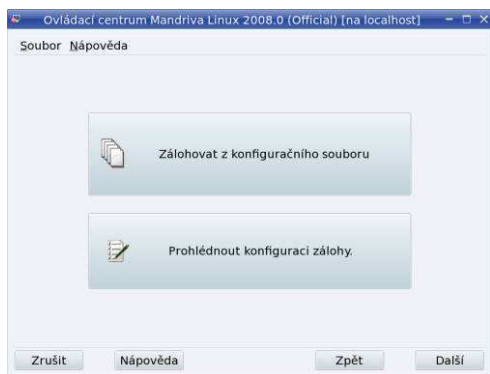 Ovládací centrum Mandriva Linux 2008.0 (Official) [na localhost]
Soubor Nápověda
Zálohovat z konfiguračního souboru
Prohlédnout konfiguraci zálohy.
Zrušit Nápověda Zpět Další